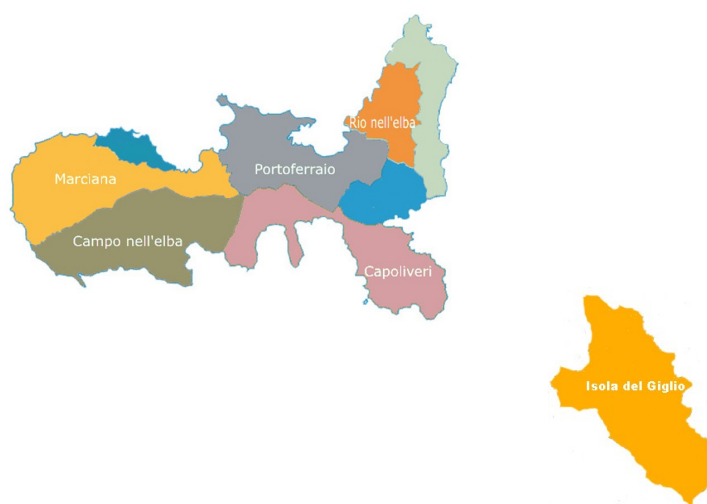 Rio nell'elba
Portoferraio
Marciana
Campo nell'elba
Capoliveri
Isola del Giglio